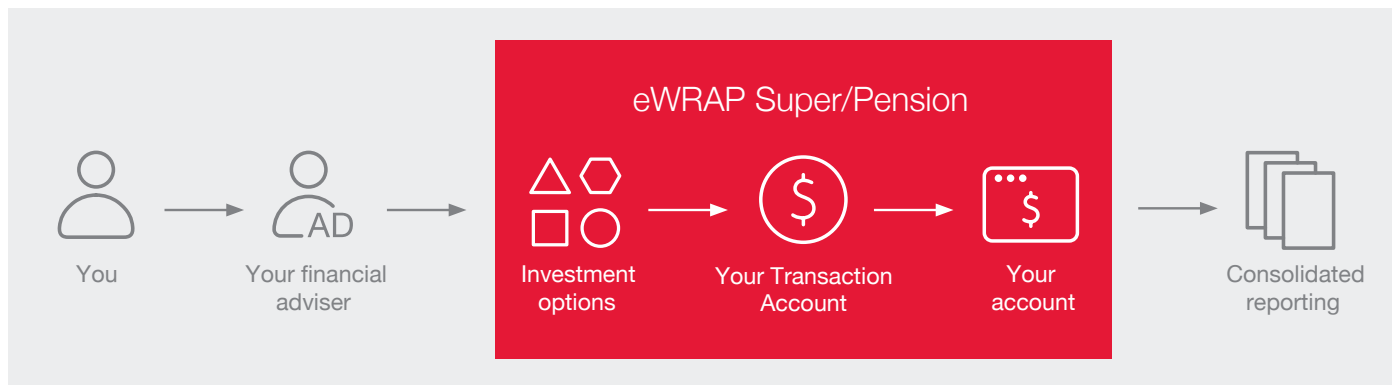 eWRAP Super/Pension
AD
$
$
You
Your financial
adviser
Investment
options
Your Transaction
Account
Your
account
Consolidated
reporting